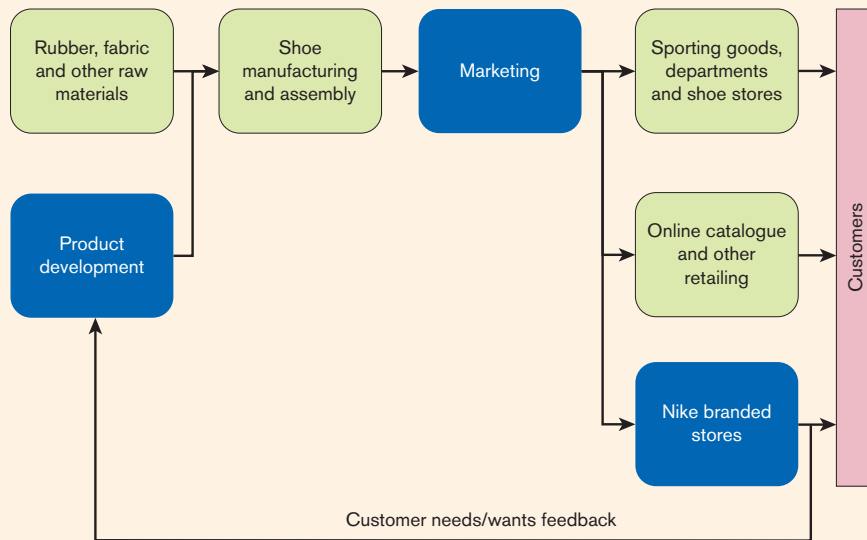 Rubber, fabric
and other raw
materials
Shoe
manufacturing
and assembly
Marketing
Sporting goods,
departments
and shoe stores
Product
development
Online catalogue
and other
retailing
Customers
Nike branded
stores
Customer needs/wants feedback